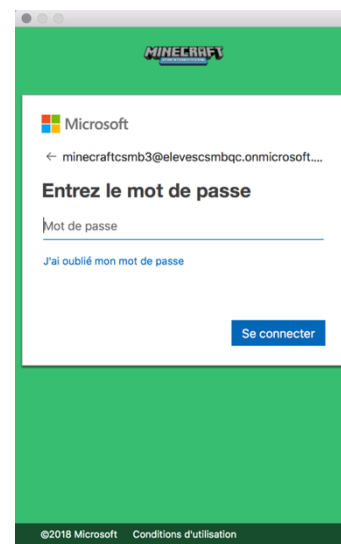 MINECRAFT
Microsoft
← minecraftcsmb3@elevescsmbqc.onmicrosoft....
Entrez le mot de passe
Mot de passe
J'ai oublié mon mot de passe
Se connecter
©2018 Microsoft Conditions d'utilisation